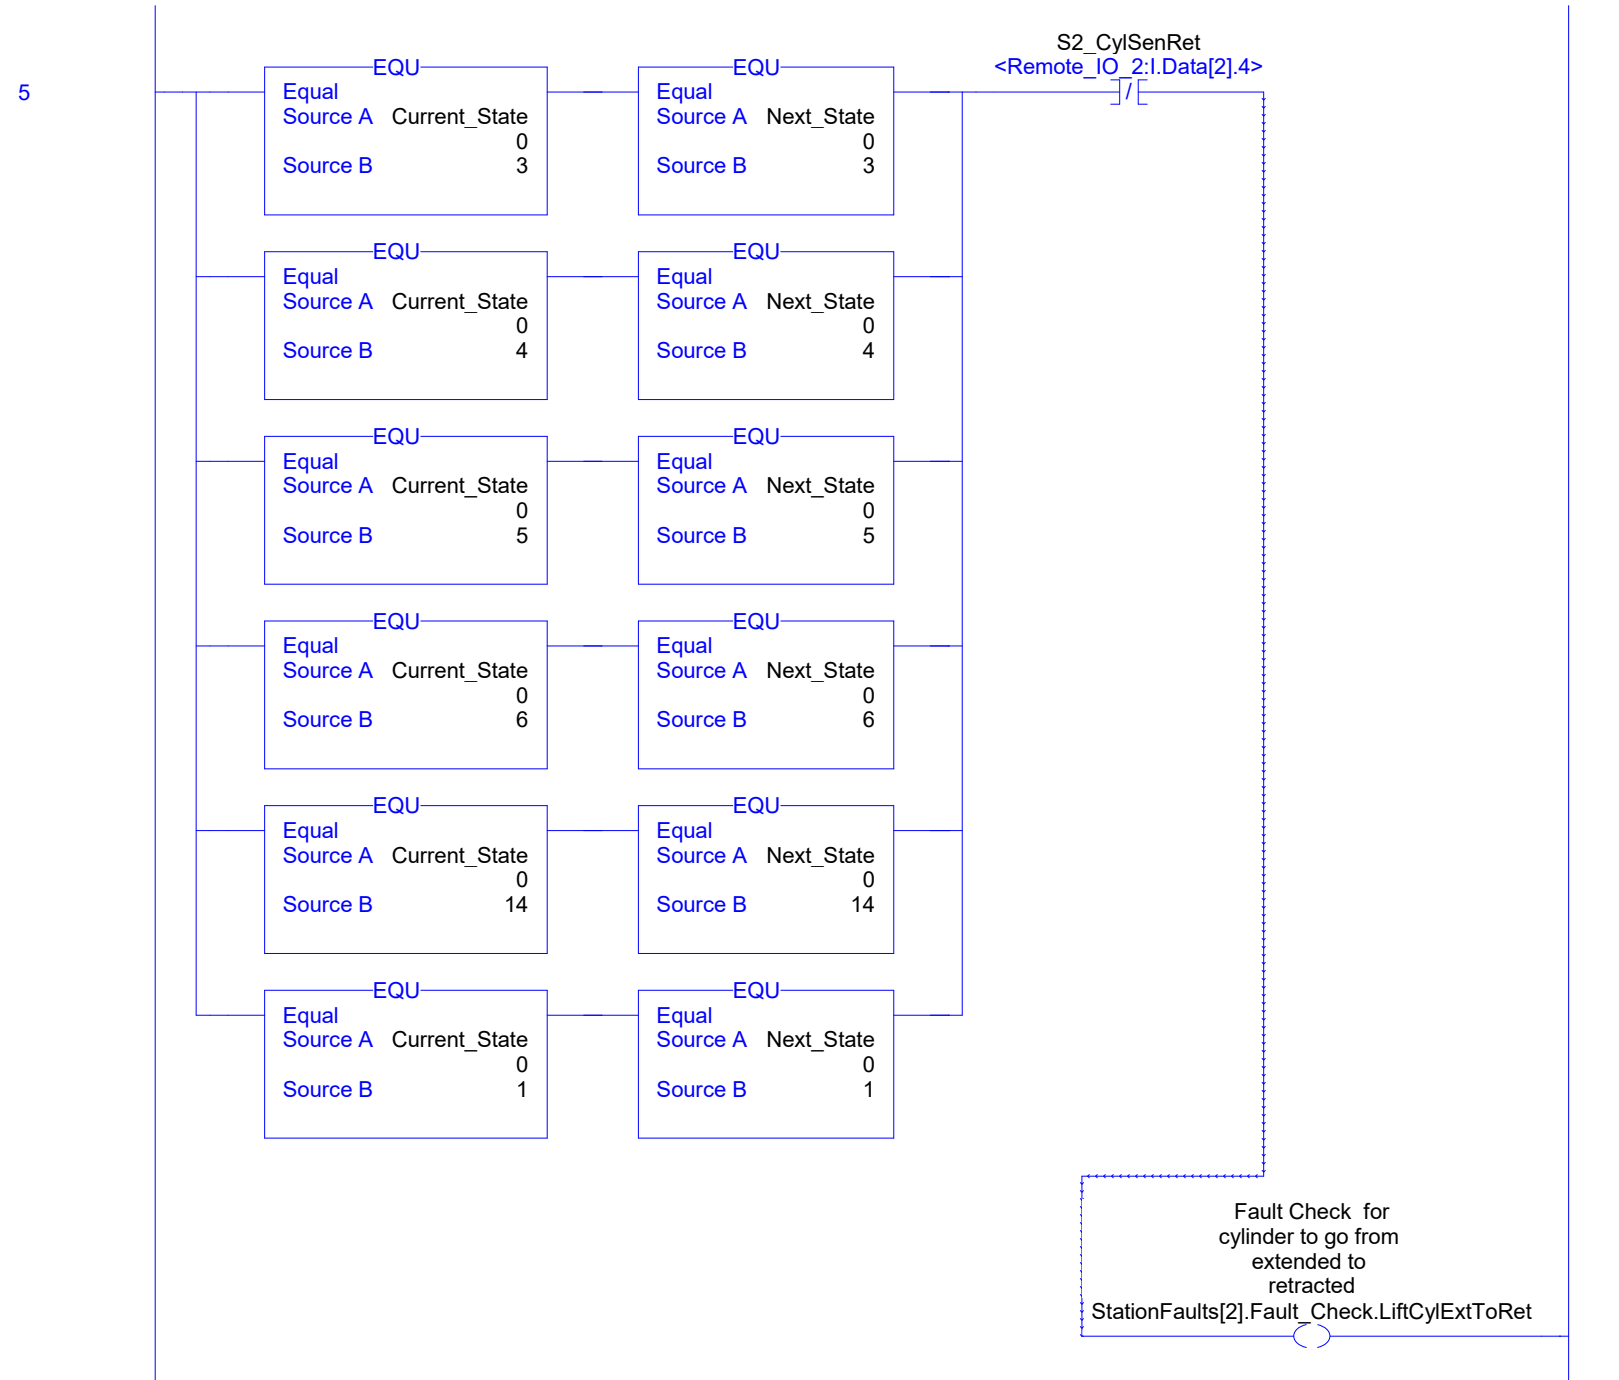 5
S2_CylSenRet
<Remote_IO_2:I.Data[2].4>
EQU
Equal
Source A Current_State
0
Source B 3
EQU
Equal
Source A Next_State
0
Source B 3
EQU
Equal
Source A Current_State
0
Source B 4
EQU
Equal
Source A Next_State
0
Source B 4
EQU
Equal
Source A Current_State
0
Source B 5
EQU
Equal
Source A Next_State
0
Source B 5
EQU
Equal
Source A Current_State
0
Source B 6
EQU
Equal
Source A Next_State
0
Source B 6
EQU
Equal
Source A Current_State
0
Source B 14
EQU
Equal
Source A Next_State
0
Source B 14
EQU
Equal
Source A Current_State
0
Source B 1
EQU
Equal
Source A Next_State
0
Source B 1
Fault Check for
cylinder to go from
extended to
retracted
StationFaults[2].Fault_Check.LiftCylExtToRet